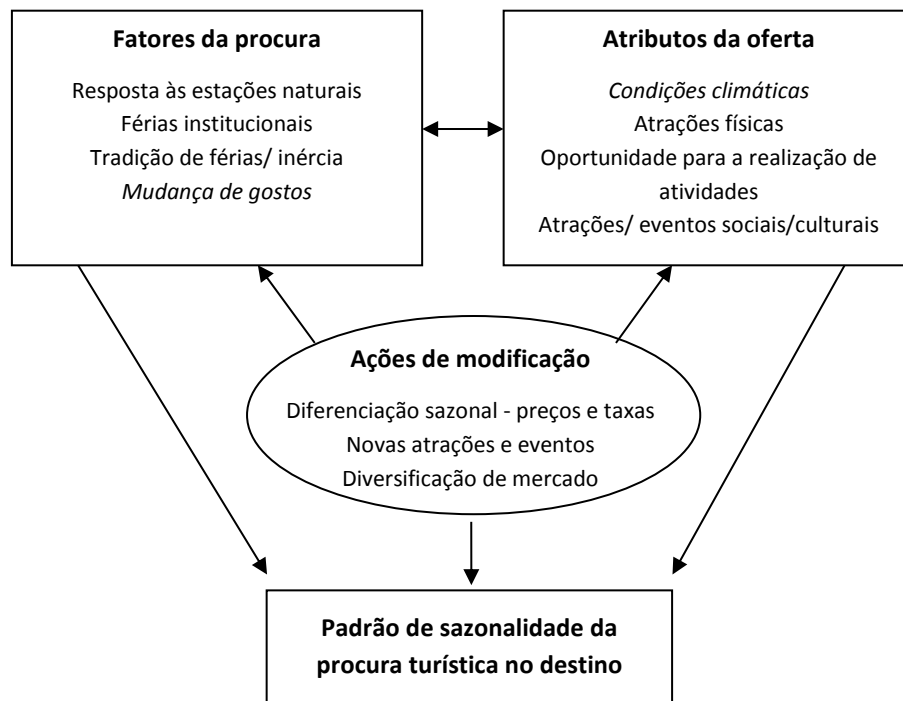 Fatores da procura
Resposta às estações naturais
Férias institucionais
Tradição de férias/ inércia
Mudança de gostos
Atributos da oferta
Condições climáticas
Atrações físicas
Oportunidade para a realização de
atividades
Atrações/ eventos sociais/culturais
Ações de modificação
Diferenciação sazonal - preços e taxas
Novas atrações e eventos
Diversificação de mercado
Padrão de sazonalidade da
procura turística no destino